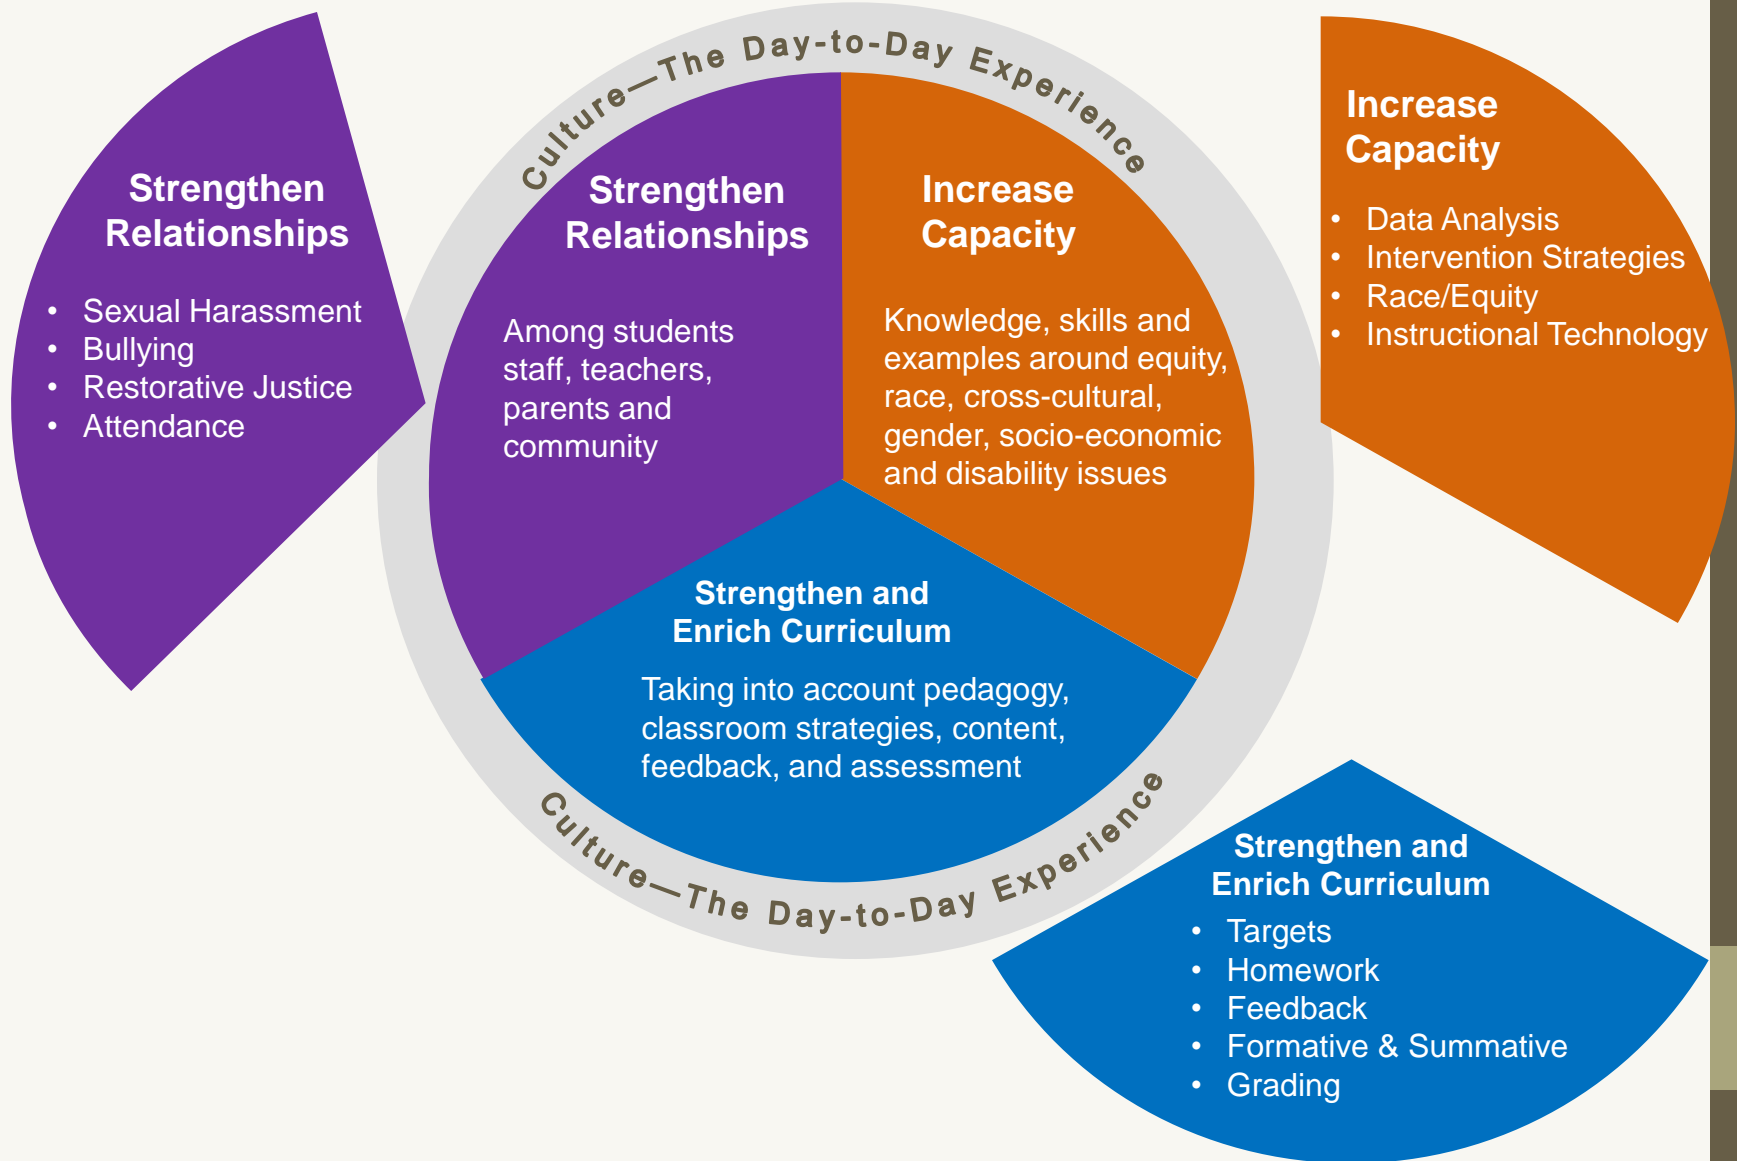 Culture—The Day-to-Day Experience
Strengthen
Relationships
• Sexual Harassment
• Bullying
• Restorative Justice
• Attendance
Strengthen
Relationships
Among students
staff, teachers,
parents and
community
Increase
Capacity
Knowledge, skills and
examples around equity,
race, cross-cultural,
gender, socio-economic
and disability issues
Increase
Capacity
• Data Analysis
• Intervention Strategies
• Race/Equity
• Instructional Technology
Strengthen and
Enrich Curriculum
Taking into account pedagogy,
classroom strategies, content,
feedback, and assessment
Culture—The Day-to-Day Experience
Strengthen and
Enrich Curriculum
• Targets
• Homework
• Feedback
• Formative & Summative
• Grading